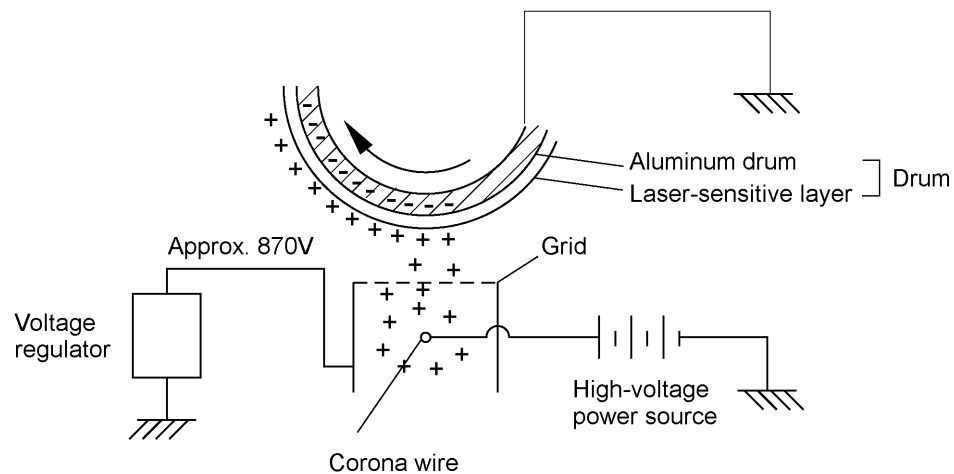 Aluminum drum
Laser-sensitive layer
Drum
Approx. 870V
Grid
Voltage
regulator
High-voltage
power source
Corona wire